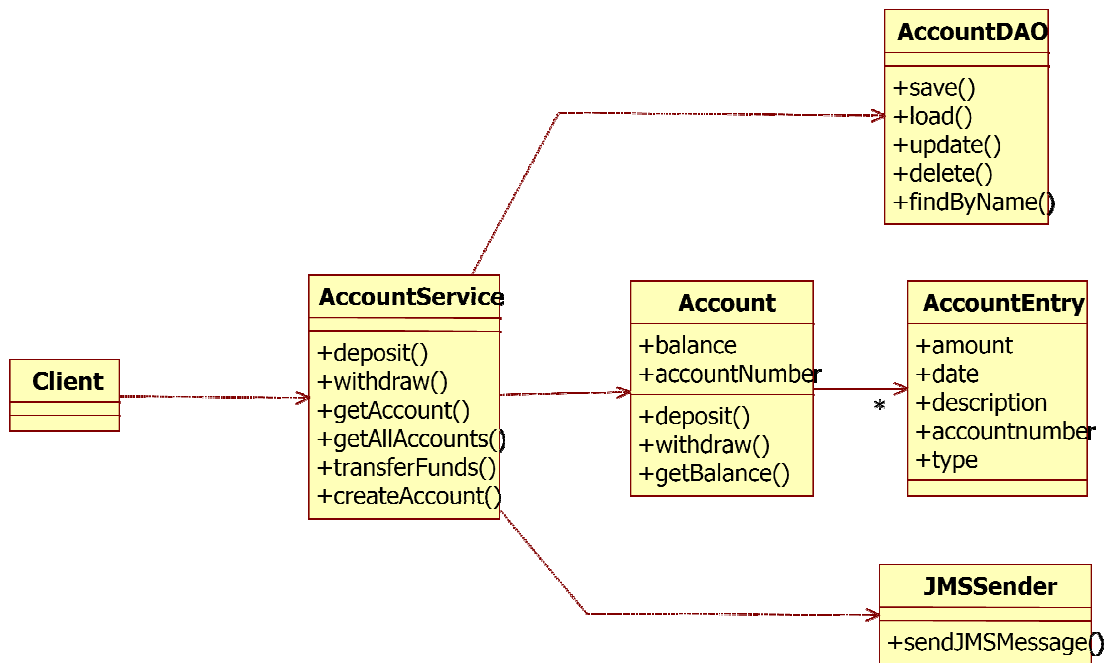 AccountDAO
+save()
+load()
+update()
+delete()
+findByName()
Client
AccountService
+deposit()
+withdraw()
+getAccount()
+getAllAccounts()
+transferFunds()
+createAccount()
Account
+balance
+accountNumber
+deposit()
+withdraw()
+getBalance()
*
AccountEntry
+amount
+date
+description
+accountnumber
+type
JMSSender
+sendJMSMessage()